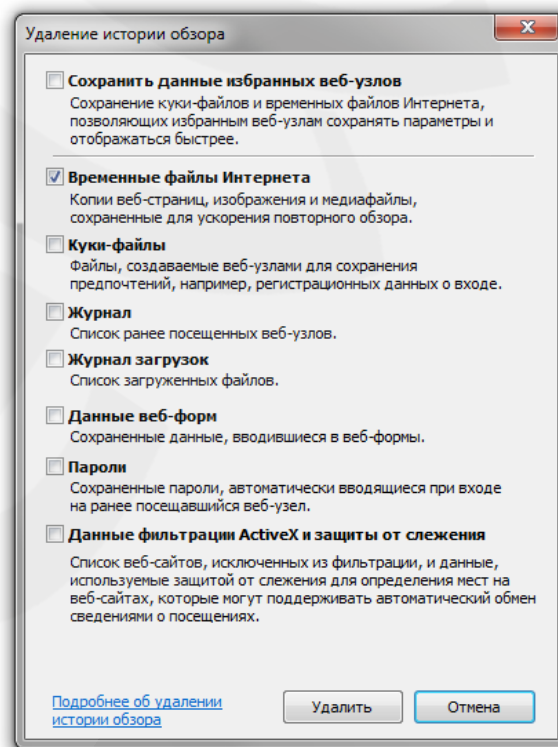 Удаление истории обзора
Сохранить данные избранных веб-узлов
Сохранение куки-файлов и временных файлов Интернета,
позволяющих избранным веб-узлам сохранять параметры и
отображаться быстрее.
Временные файлы Интернета
Копии веб-страниц, изображения и медиафайлы,
сохраненные для ускорения повторного обзора.
Куки-файлы
Файлы, создаваемые веб-узлами для сохранения
предпочтений, например, регистрационных данных о входе.
Журнал
Список ранее посещенных веб-узлов.
Журнал загрузок
Список загруженных файлов.
Данные веб-форм
Сохраненные данные, вводившиеся в веб-формы.
Пароли
Сохраненные пароли, автоматически вводящиеся при входе
на ранее посещавшийся веб-узел.
Данные фильтрации ActiveX и защиты от слежения
Список веб-сайтов, исключенных из фильтрации, и данные,
используемые защитой от слежения для определения мест на
веб-сайтах, которые могут поддерживать автоматический обмен
сведениями о посещениях.
Подробнее об удалении
истории обзора
Удалить
Отмена